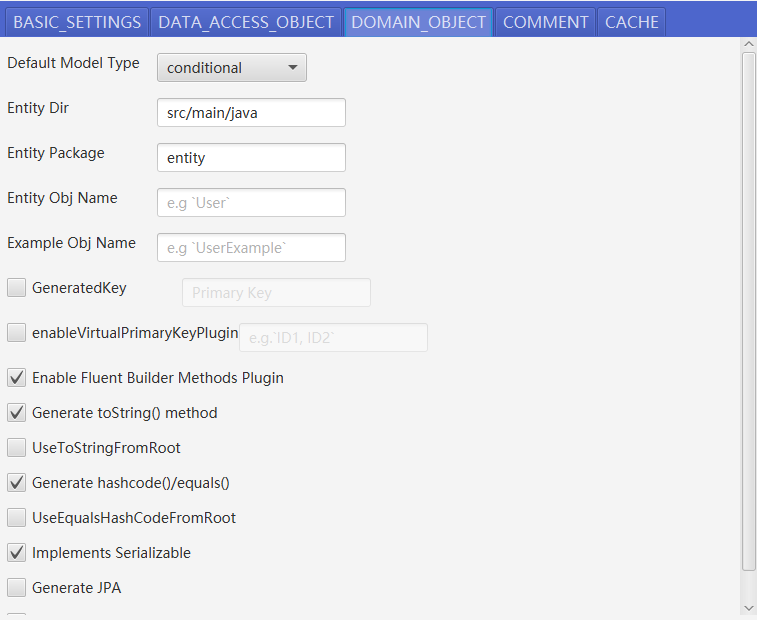 BASIC_SETTINGS DATA_ACCESS_OBJECT DOMAIN_OBJECT COMMENT CACHE
Default Model Type conditional
Entity Dir src/main/java
Entity Package entity
Entity Obj Name e.g `User`
Example Obj Name e.g `UserExample`
GeneratedKey Primary Key
enableVirtualPrimaryKeyPlugin e.g.`ID1, ID2`
Enable Fluent Builder Methods Plugin
Generate toString() method
UseToStringFromRoot
Generate hashcode()/equals()
UseEqualsHashCodeFromRoot
Implements Serializable
Generate JPA